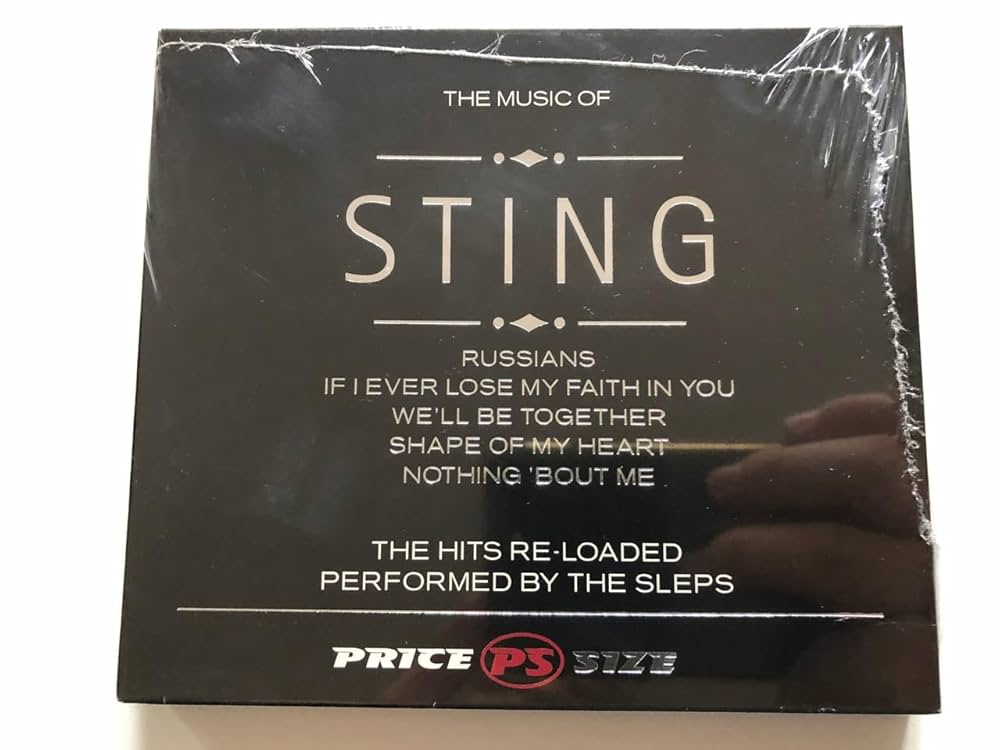 THE MUSIC OF
STING
RUSSIANS
IF I EVER LOSE MY FAITH IN YOU
WE'LL BE TOGETHER
SHAPE OF MY HEART
NOTHING 'BOUT ME
THE HITS RE-LOADED
PERFORMED BY THE SLEPS
PRICE PS SIZE